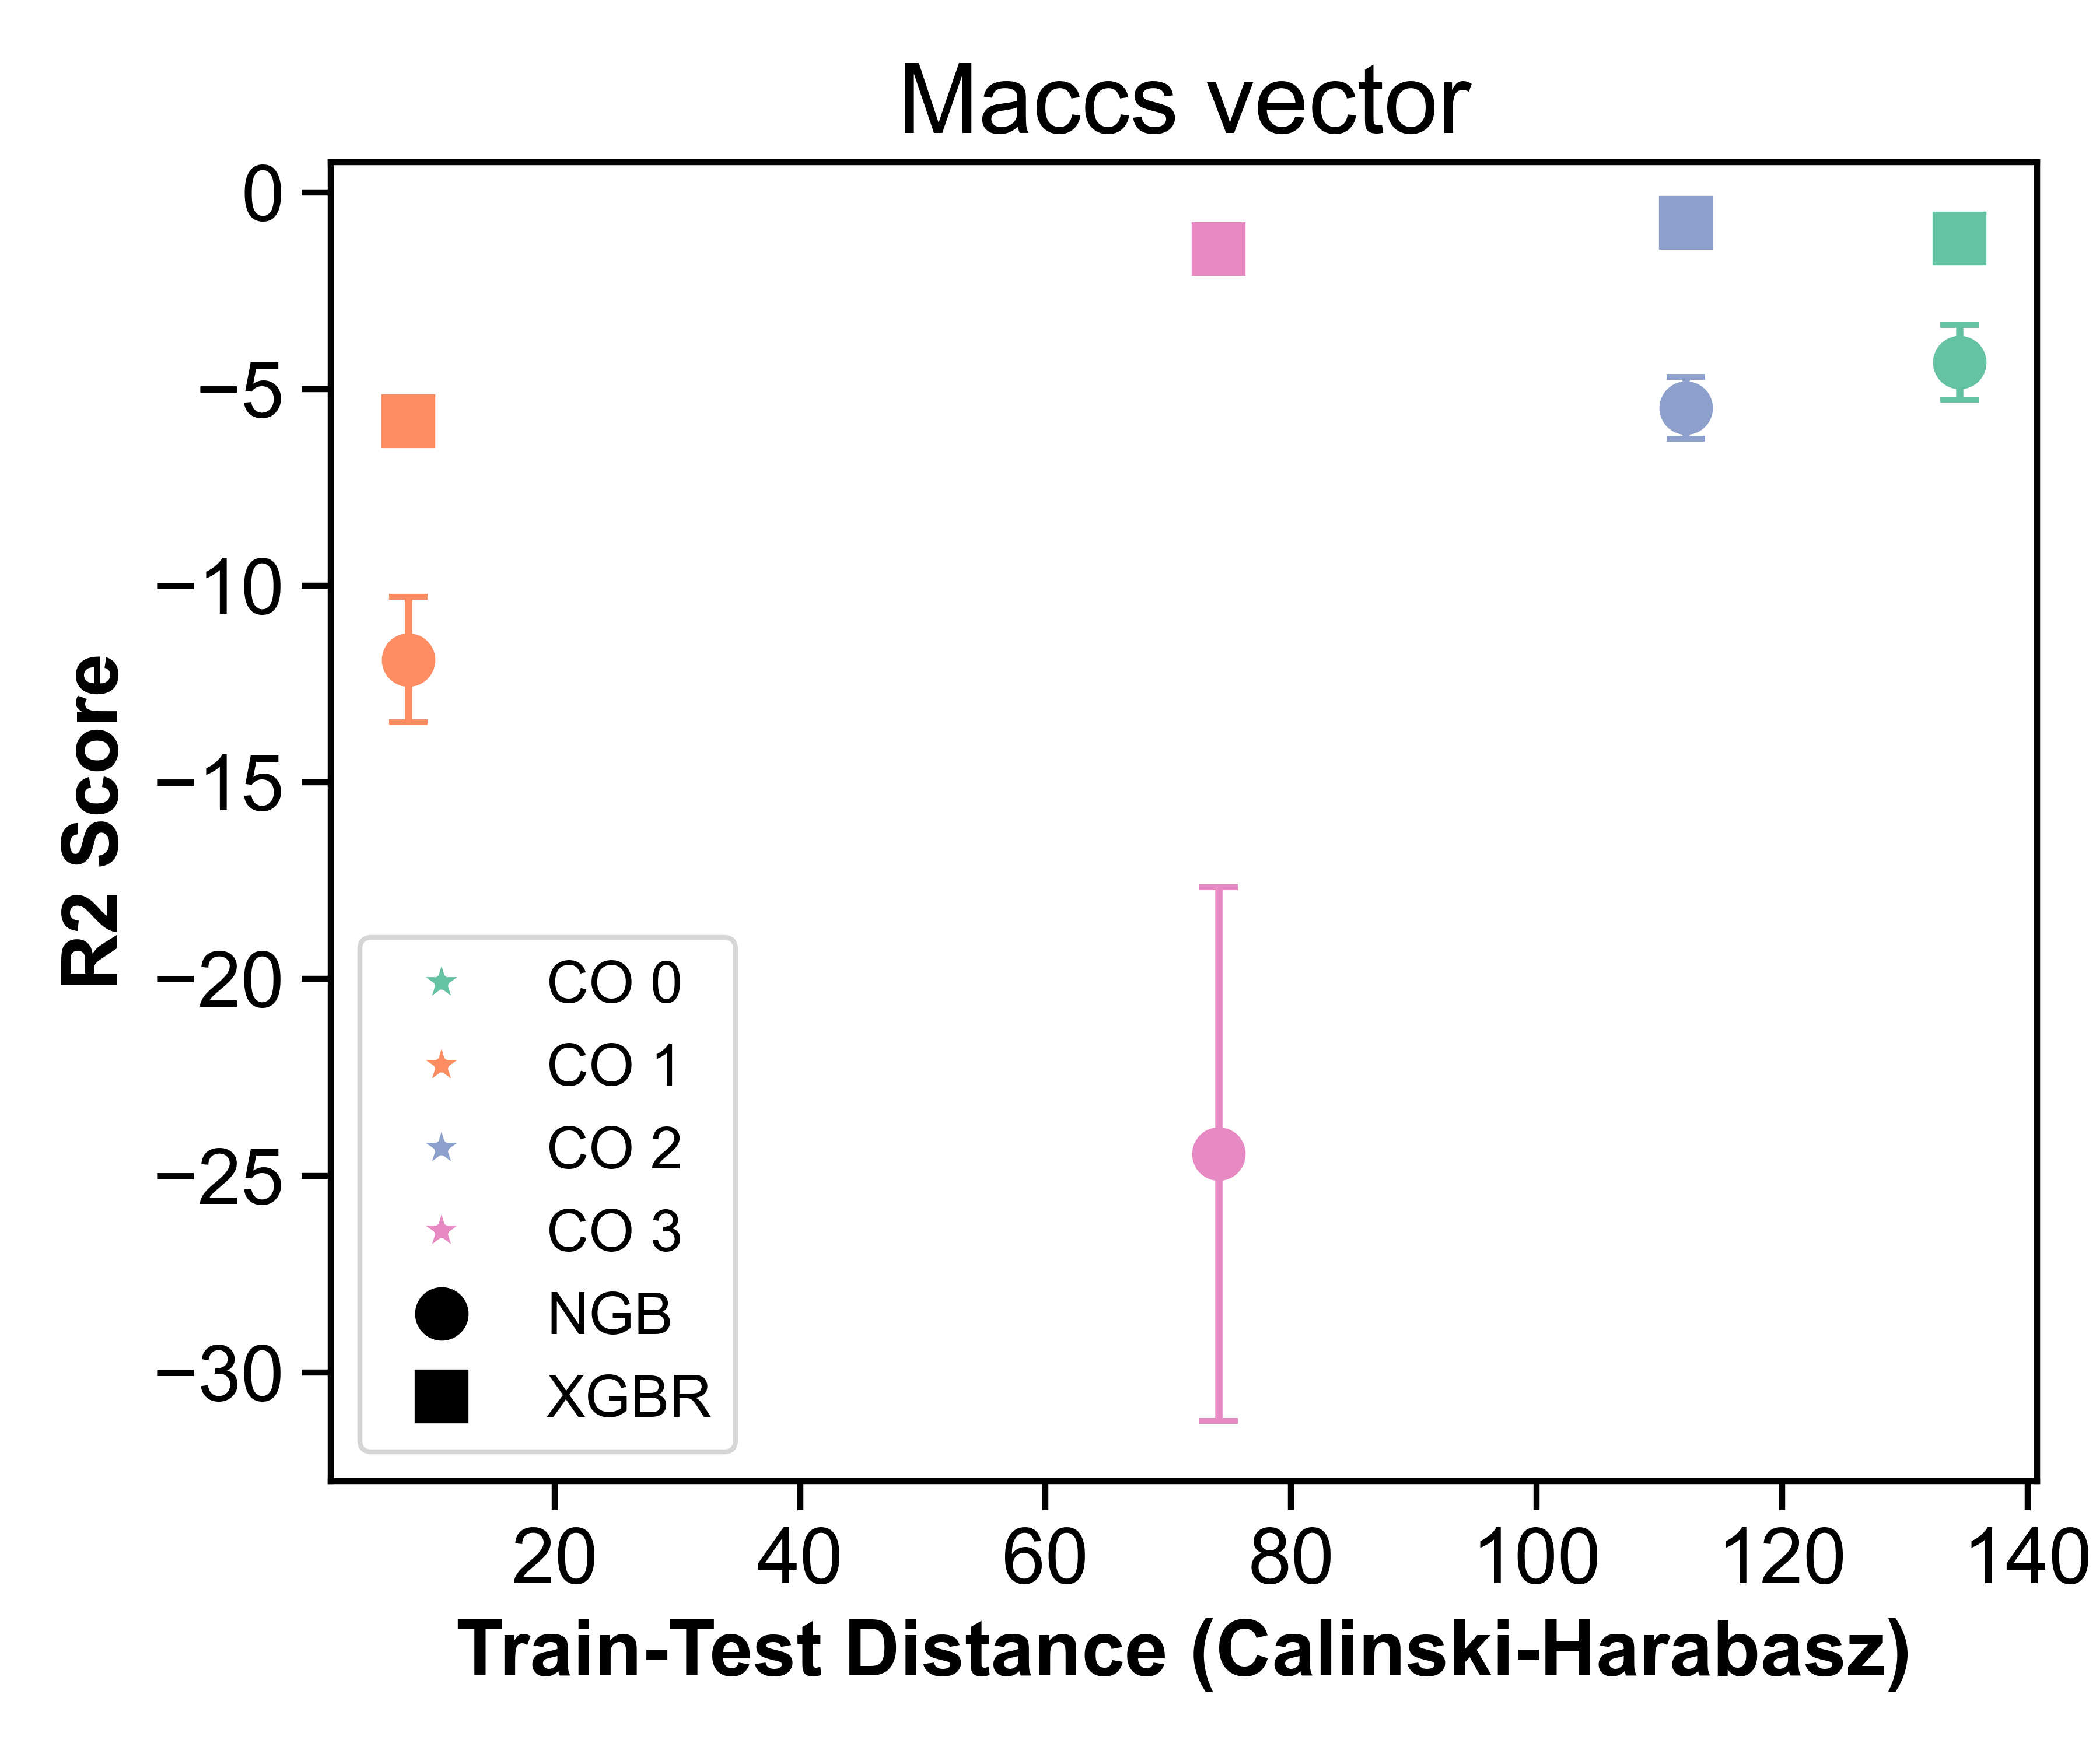 Maccs vector
0
−5
−10
−15
−20
−25
−30
R2 Score
CO 0
CO 1
CO 2
CO 3
NGB
XGBR
20 40 60 80 100 120 140
Train-Test Distance (Calinski-Harabasz)